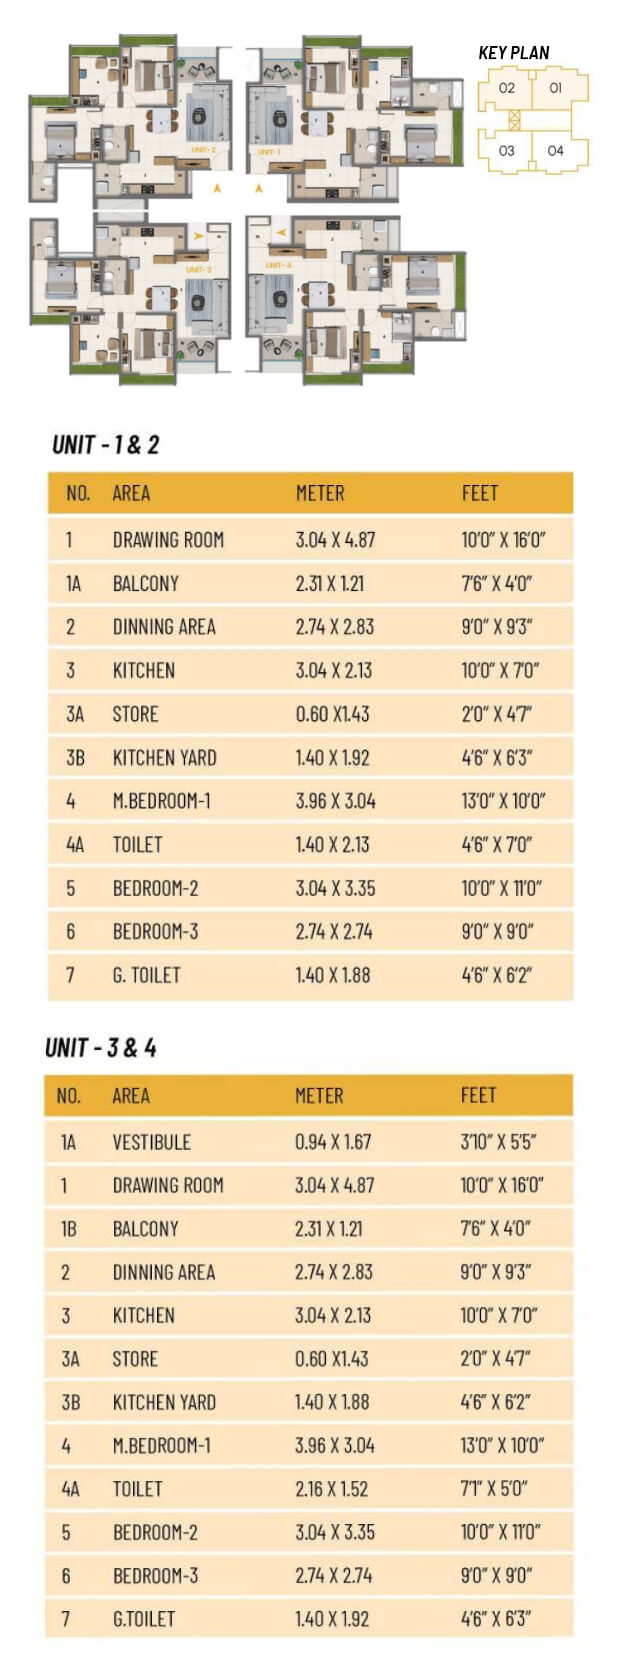 KEY PLAN
02 01
03 04
UNIT- 2
UNIT- 1
UNIT- 3
UNIT- 4
UNIT - 1 & 2
NO. AREA METER FEET
1 DRAWING ROOM 3.04 X 4.87 10'0" X 16'0"
1A BALCONY 2.31 X 1.21 7'6" X 4'0"
2 DINNING AREA 2.74 X 2.83 9'0" X 9'3"
3 KITCHEN 3.04 X 2.13 10'0" X 7'0"
3A STORE 0.60 X1.43 2'0" X 4'7"
3B KITCHEN YARD 1.40 X 1.92 4'6" X 6'3"
4 M.BEDROOM-1 3.96 X 3.04 13'0" X 10'0"
4A TOILET 1.40 X 2.13 4'6" X 7'0"
5 BEDROOM-2 3.04 X 3.35 10'0" X 11'0"
6 BEDROOM-3 2.74 X 2.74 9'0" X 9'0"
7 G. TOILET 1.40 X 1.88 4'6" X 6'2"
UNIT - 3 & 4
NO. AREA METER FEET
1A VESTIBULE 0.94 X 1.67 3'10" X 5'5"
1 DRAWING ROOM 3.04 X 4.87 10'0" X 16'0"
1B BALCONY 2.31 X 1.21 7'6" X 4'0"
2 DINNING AREA 2.74 X 2.83 9'0" X 9'3"
3 KITCHEN 3.04 X 2.13 10'0" X 7'0"
3A STORE 0.60 X1.43 2'0" X 4'7"
3B KITCHEN YARD 1.40 X 1.88 4'6" X 6'2"
4 M.BEDROOM-1 3.96 X 3.04 13'0" X 10'0"
4A TOILET 2.16 X 1.52 7'1" X 5'0"
5 BEDROOM-2 3.04 X 3.35 10'0" X 11'0"
6 BEDROOM-3 2.74 X 2.74 9'0" X 9'0"
7 G.TOILET 1.40 X 1.92 4'6" X 6'3"